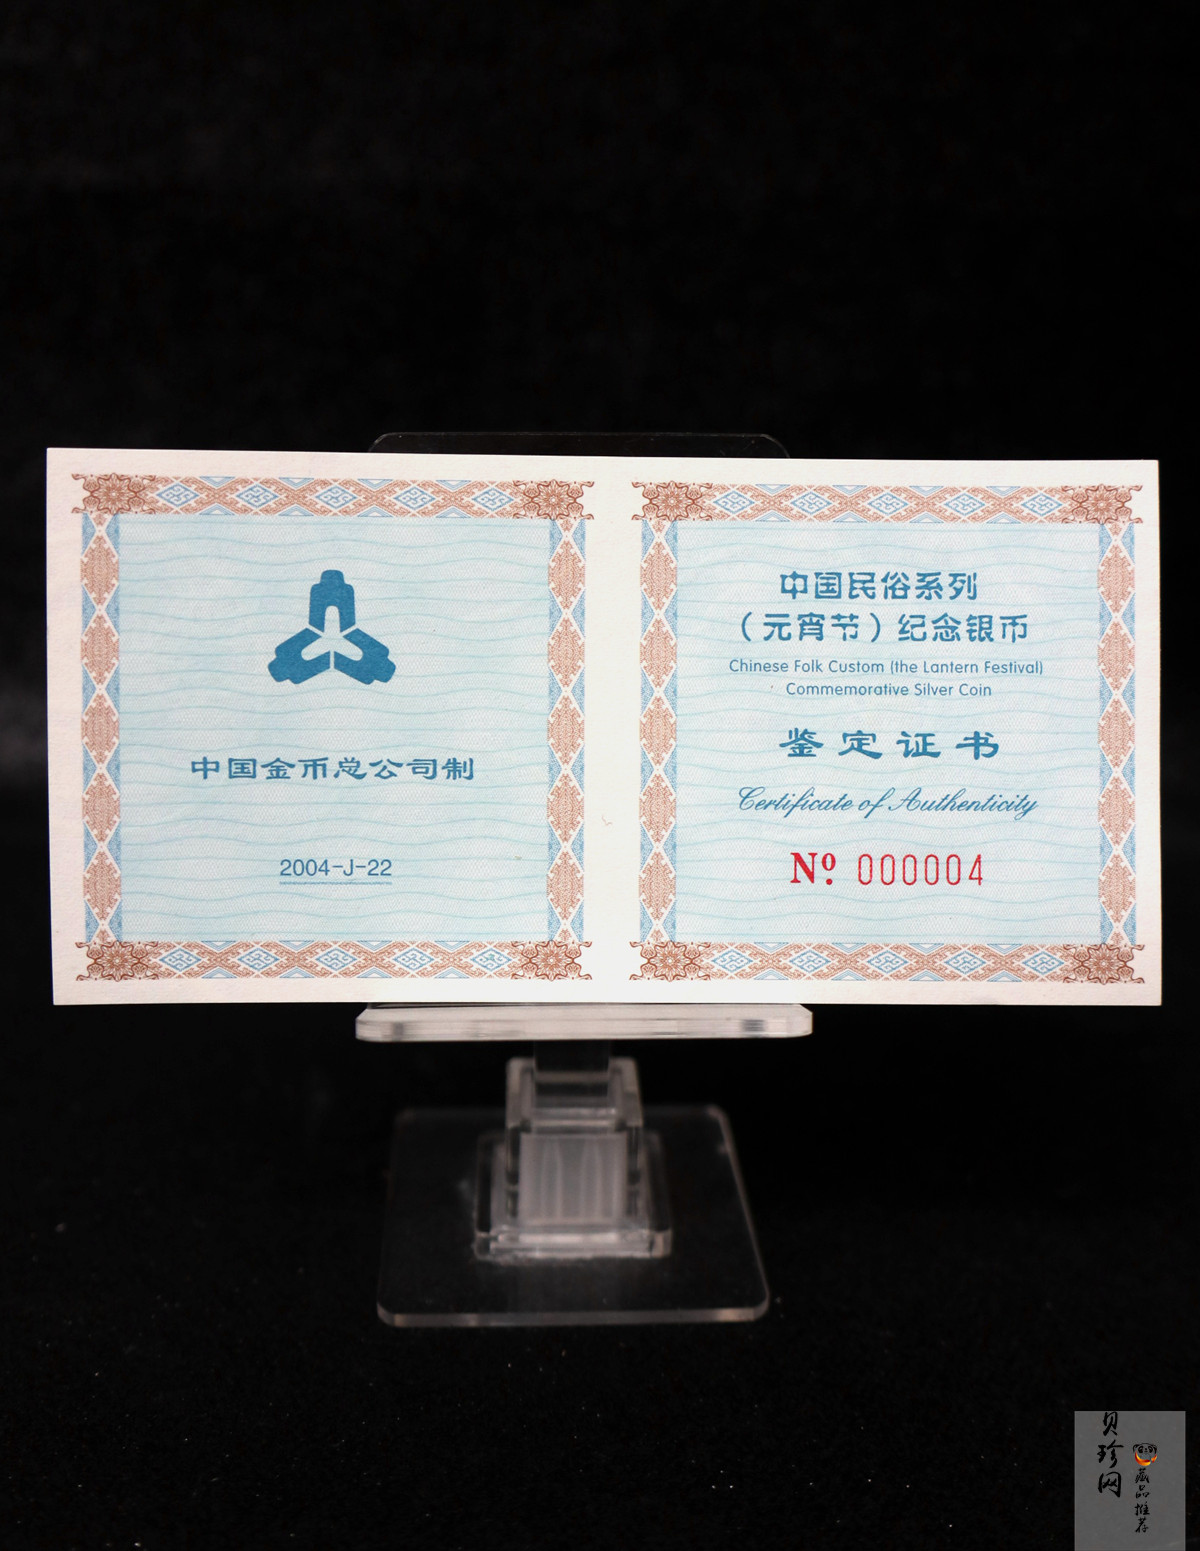 中国金币总公司制
2004-J-22
中国民俗系列
（元宵节）纪念银币
Chinese Folk Custom (the Lantern Festival)
Commemorative Silver Coin
鉴定证书
Certificate of Authenticity
Nº 000004
贝珍网
藏品推荐